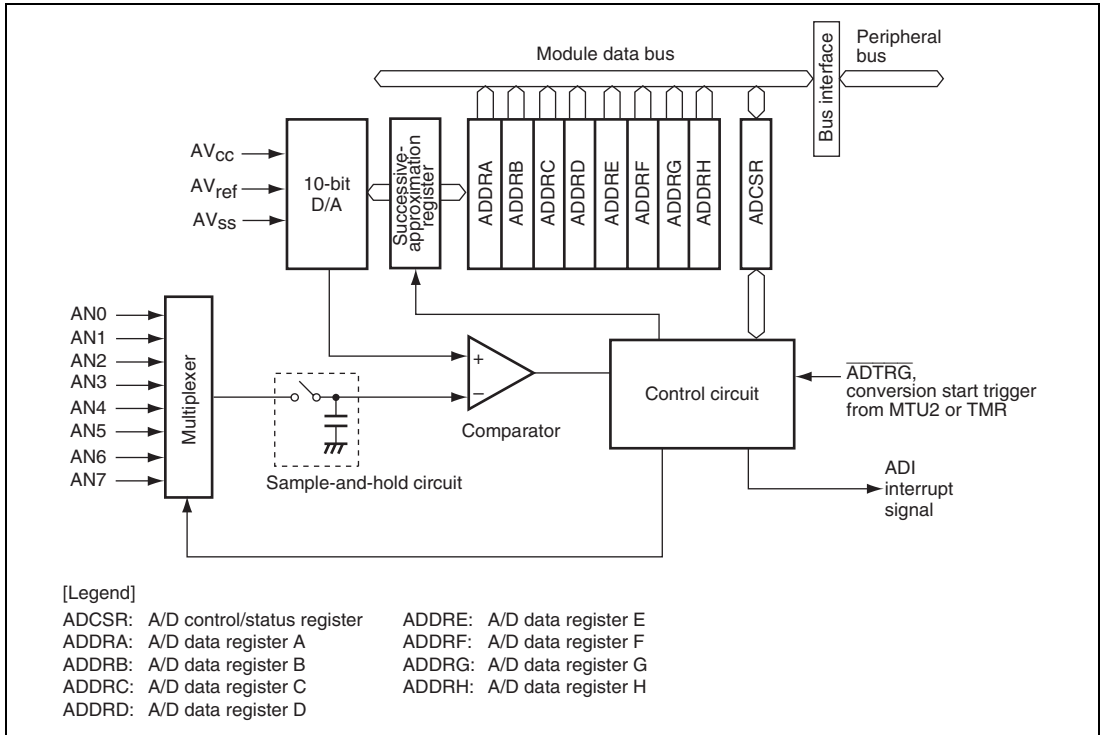 Module data bus
Peripheral
bus
Bus interface
AVcc
AVref
AVss
10-bit
D/A
Successive-
approximation
register
ADDRA
ADDRB
ADDRC
ADDRD
ADDRE
ADDRF
ADDRG
ADDRH
ADCSR
AN0
AN1
AN2
AN3
AN4
AN5
AN6
AN7
Multiplexer
Sample-and-hold circuit
+
–
Comparator
Control circuit
ADTRG,
conversion start trigger
from MTU2 or TMR
ADI
interrupt
signal
[Legend]
ADCSR: A/D control/status register
ADDRA: A/D data register A
ADDRB: A/D data register B
ADDRC: A/D data register C
ADDRD: A/D data register D
ADDRE: A/D data register E
ADDRF: A/D data register F
ADDRG: A/D data register G
ADDRH: A/D data register H